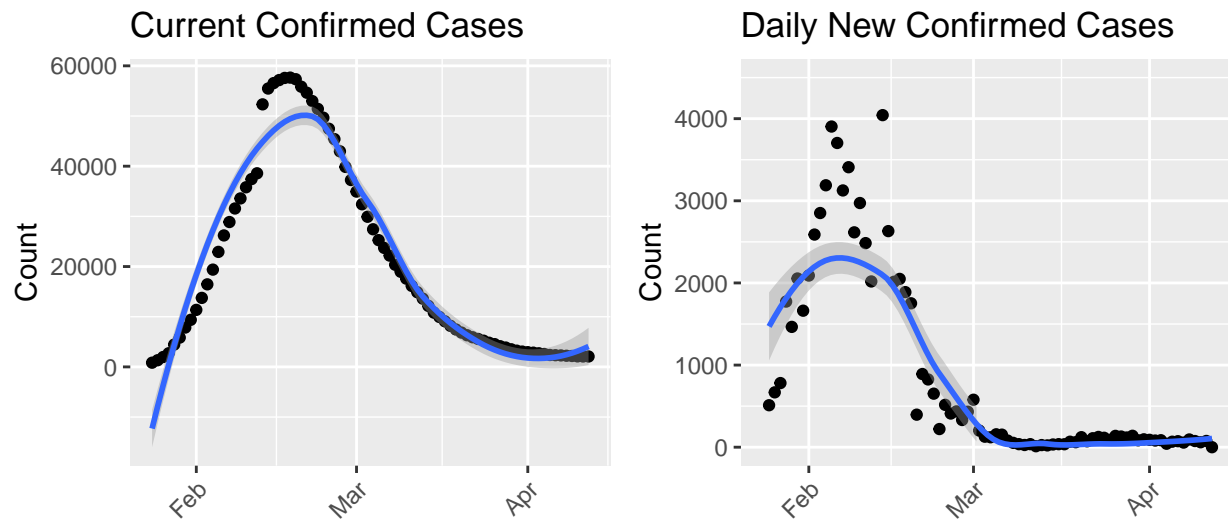 Current Confirmed Cases
Count
60000
40000
20000
0
Feb
Mar
Apr
Daily New Confirmed Cases
Count
4000
3000
2000
1000
0
Feb
Mar
Apr